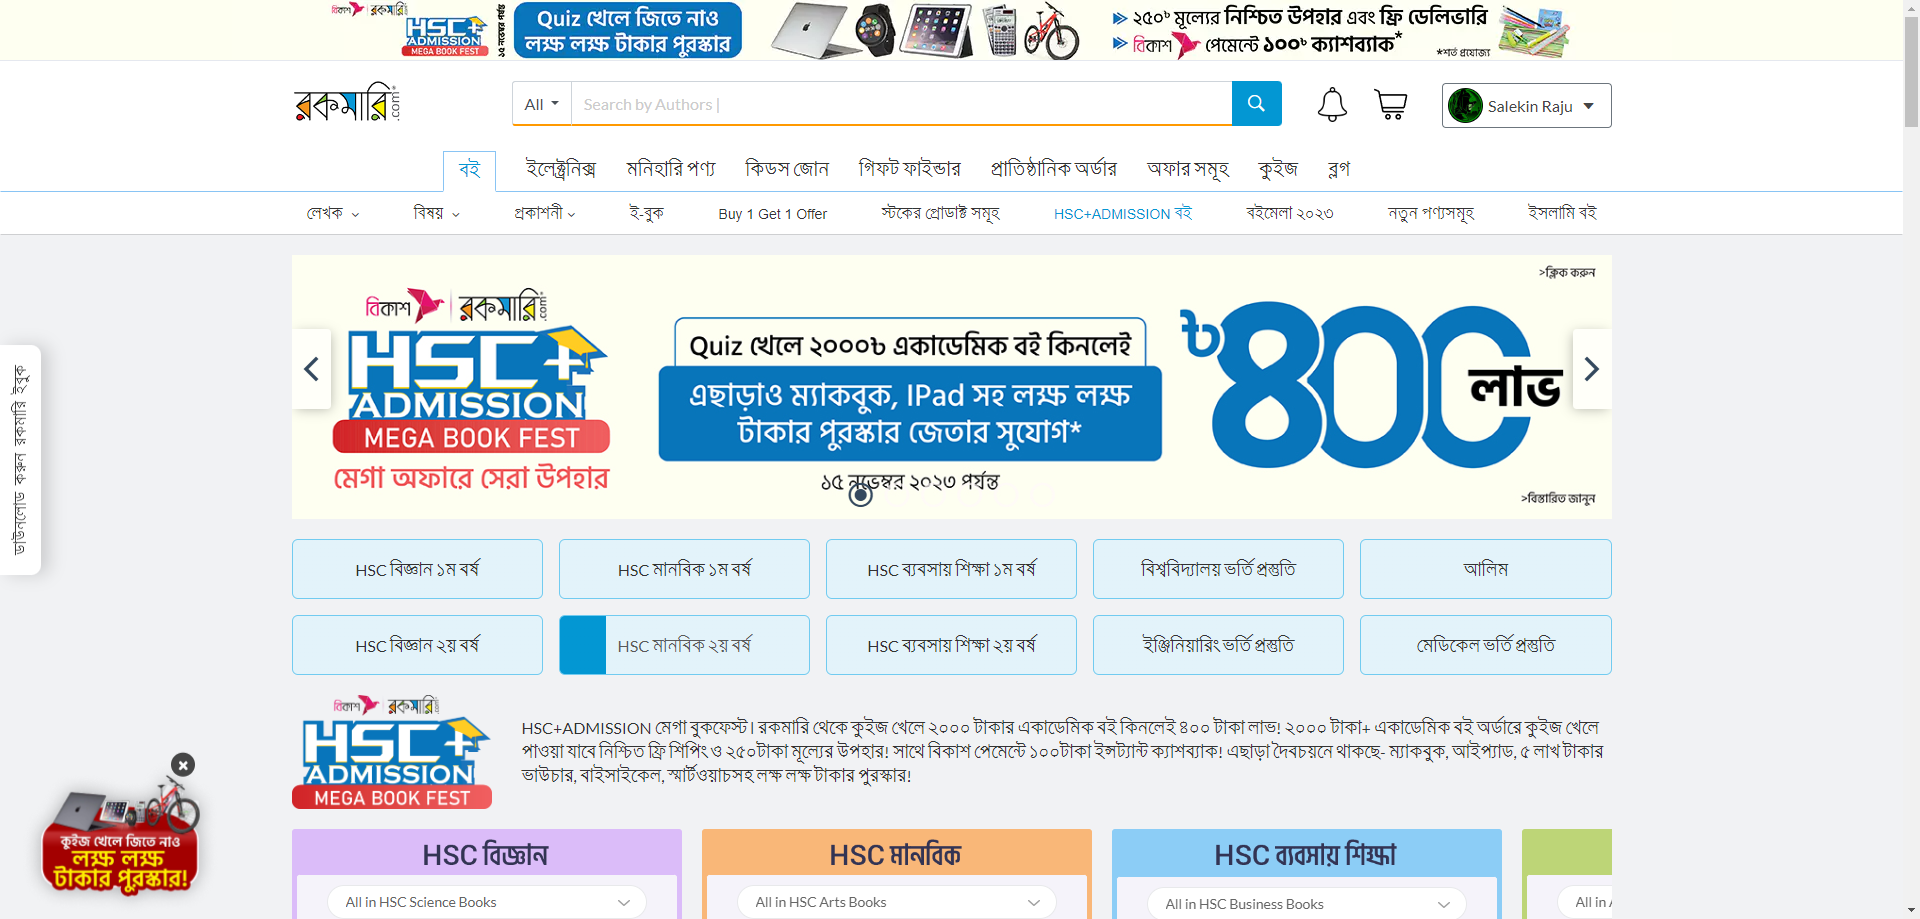 বিকাশ রকমারি
HSC+
ADMISSION
MEGA BOOK FEST
Quiz খেলে জিতে নাও
লক্ষ লক্ষ টাকার পুরস্কার
২৫০৳ মূল্যের নিশ্চিত উপহার এবং ফ্রি ডেলিভারি
বিকাশ পেমেন্টে ১০০৳ ক্যাশব্যাক*
*শর্ত প্রযোজ্য
রকমারি.com
All
Search by Authors |
Salekin Raju
বই
ইলেক্ট্রনিক্স
মনিহারি পণ্য
কিডস জোন
গিফট ফাইন্ডার
প্রাতিষ্ঠানিক অর্ডার
অফার সমূহ
কুইজ
ব্লগ
লেখক
বিষয়
প্রকাশনী
ই-বুক
Buy 1 Get 1 Offer
স্টকের প্রোডাক্ট সমূহ
HSC+ADMISSION বই
বইমেলা ২০২৩
নতুন পণ্যসমূহ
ইসলামি বই
ডাউনলোড করুন রকমারি ইবুক
>ক্লিক করুন
বিকাশ রকমারি.com
HSC+
ADMISSION
MEGA BOOK FEST
মেগা অফারে সেরা উপহার
Quiz খেলে ২০০০৳ একাডেমিক বই কিনলেই
এছাড়াও ম্যাকবুক, IPad সহ লক্ষ লক্ষ
টাকার পুরস্কার জেতার সুযোগ*
১৫ নভেম্বর ২০২৩ পর্যন্ত
৳৪০০
লাভ
>বিস্তারিত জানুন
HSC বিজ্ঞান ১ম বর্ষ
HSC মানবিক ১ম বর্ষ
HSC ব্যবসায় শিক্ষা ১ম বর্ষ
বিশ্ববিদ্যালয় ভর্তি প্রস্তুতি
আলিম
HSC বিজ্ঞান ২য় বর্ষ
HSC মানবিক ২য় বর্ষ
HSC ব্যবসায় শিক্ষা ২য় বর্ষ
ইঞ্জিনিয়ারিং ভর্তি প্রস্তুতি
মেডিকেল ভর্তি প্রস্তুতি
বিকাশ রকমারি
HSC+
ADMISSION
MEGA BOOK FEST
HSC+ADMISSION মেগা বুকফেস্ট। রকমারি থেকে কুইজ খেলে ২০০০ টাকার একাডেমিক বই কিনলেই ৪০০ টাকা লাভ! ২০০০ টাকা+ একাডেমিক বই অর্ডারে কুইজ খেলে
পাওয়া যাবে নিশ্চিত ফ্রি শিপিং ও ২৫০টাকা মূল্যের উপহার! সাথে বিকাশ পেমেন্টে ১০০টাকা ইন্সট্যান্ট ক্যাশব্যাক! এছাড়া দৈবচয়নে থাকছে- ম্যাকবুক, আইপ্যাড, ৫ লাখ টাকার
ভাউচার, বাইসাইকেল, স্মার্টওয়াচসহ লক্ষ লক্ষ টাকার পুরস্কার!
কুইজ খেলে জিতে নাও
লক্ষ লক্ষ
টাকার পুরস্কার!
HSC বিজ্ঞান
HSC মানবিক
HSC ব্যবসায় শিক্ষা
All in HSC Science Books
All in HSC Arts Books
All in HSC Business Books
All in